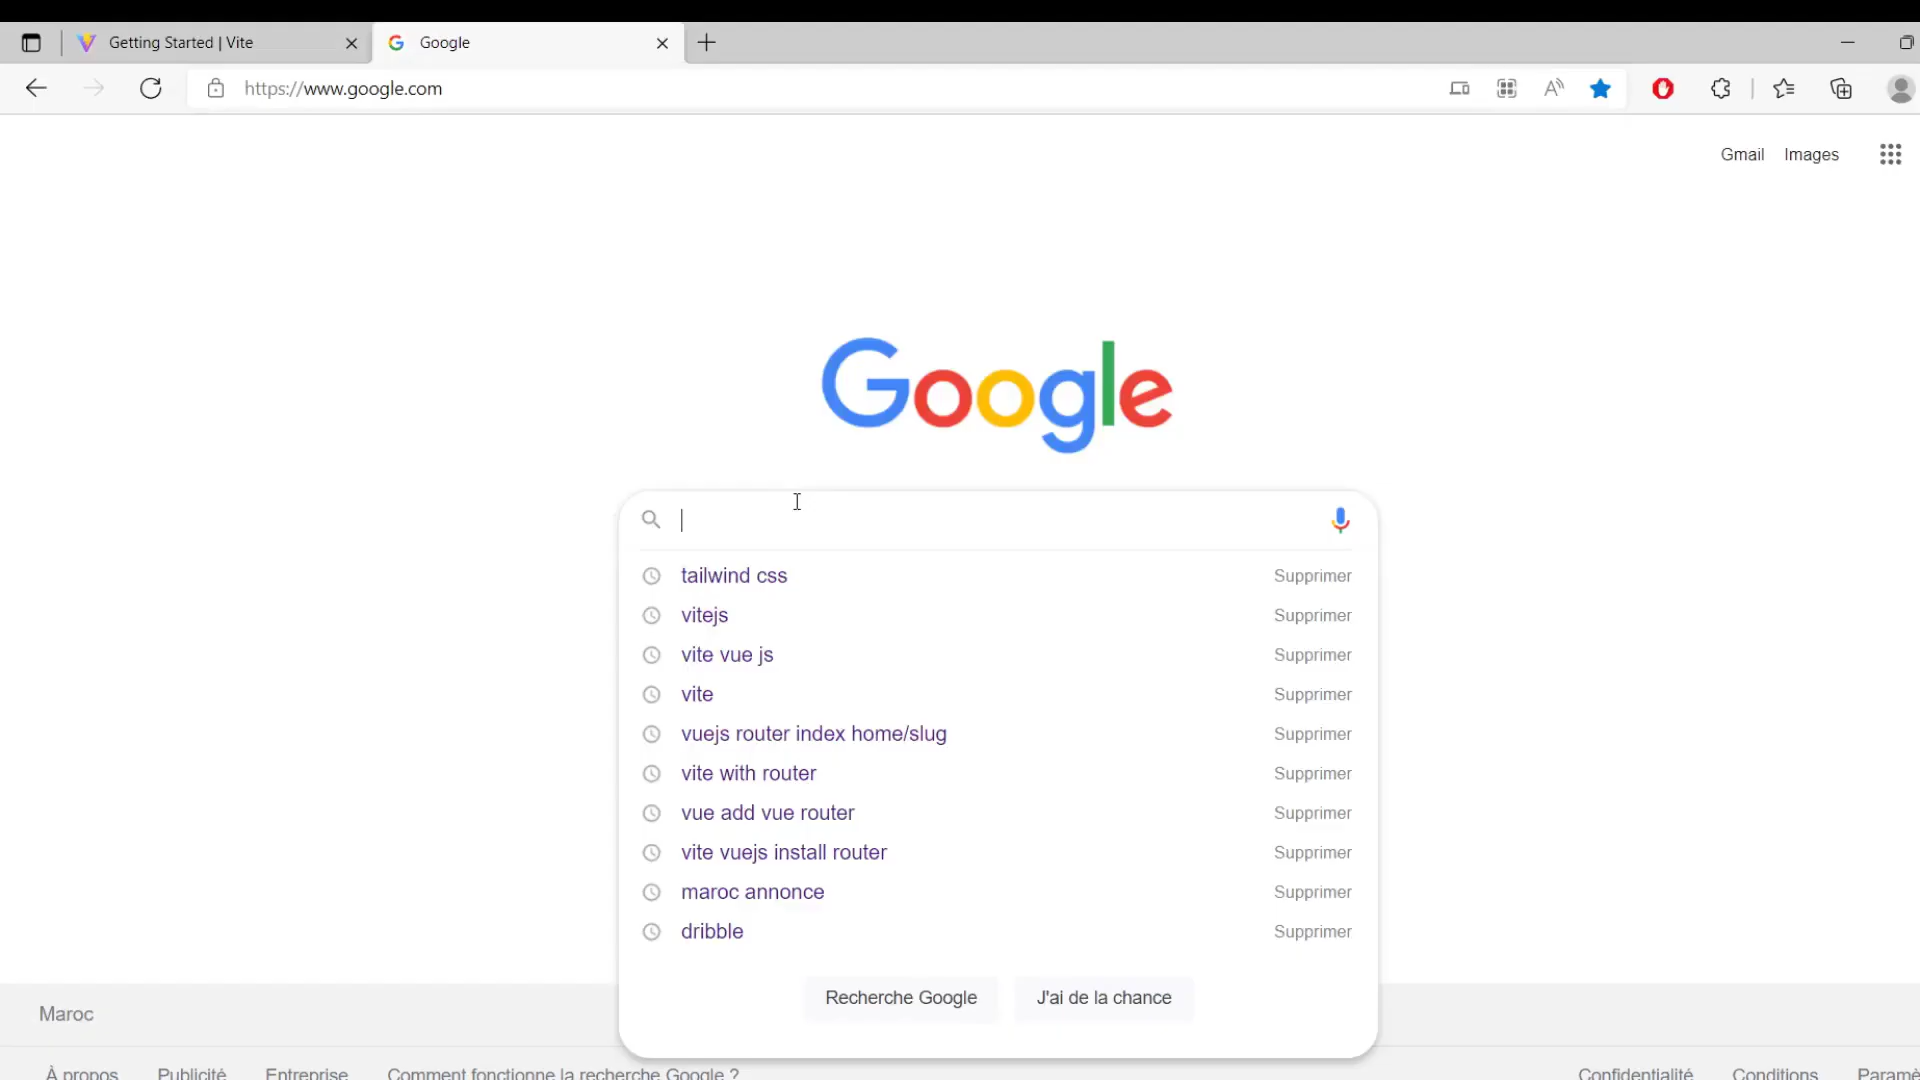 Getting Started | Vite
Google
https://www.google.com
Gmail Images
Google
tailwind css Supprimer
vitejs Supprimer
vite vue js Supprimer
vite Supprimer
vuejs router index home/slug Supprimer
vite with router Supprimer
vue add vue router Supprimer
vite vuejs install router Supprimer
maroc annonce Supprimer
dribble Supprimer
Recherche Google J'ai de la chance
Maroc
À propos Publicité Entreprise Comment fonctionne la recherche Google ? Confidentialité Conditions Paramè